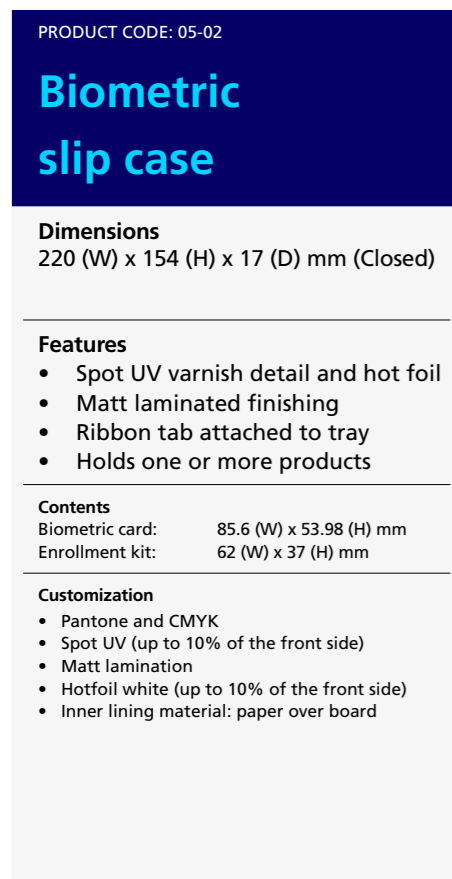 PRODUCT CODE: 05-02
Biometric
slip case
Dimensions
220 (W) x 154 (H) x 17 (D) mm (Closed)
Features
• Spot UV varnish detail and hot foil
• Matt laminated finishing
• Ribbon tab attached to tray
• Holds one or more products
Contents
Biometric card: 85.6 (W) x 53.98 (H) mm
Enrollment kit: 62 (W) x 37 (H) mm
Customization
• Pantone and CMYK
• Spot UV (up to 10% of the front side)
• Matt lamination
• Hotfoil white (up to 10% of the front side)
• Inner lining material: paper over board